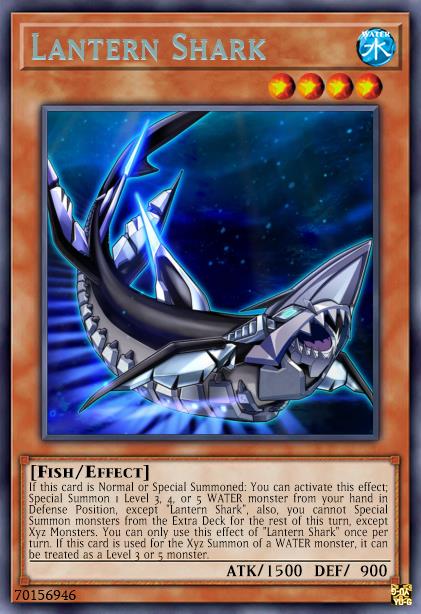 LANTERN SHARK
WATER
水
[FISH/EFFECT]
If this card is Normal or Special Summoned: You can activate this effect;
Special Summon 1 Level 3, 4, or 5 WATER monster from your hand in
Defense Position, except "Lantern Shark", also, you cannot Special
Summon monsters from the Extra Deck for the rest of this turn, except
Xyz Monsters. You can only use this effect of "Lantern Shark" once per
turn. If this card is used for the Xyz Summon of a WATER monster, it can
be treated as a Level 3 or 5 monster.
ATK/1500 DEF/ 900
70156946